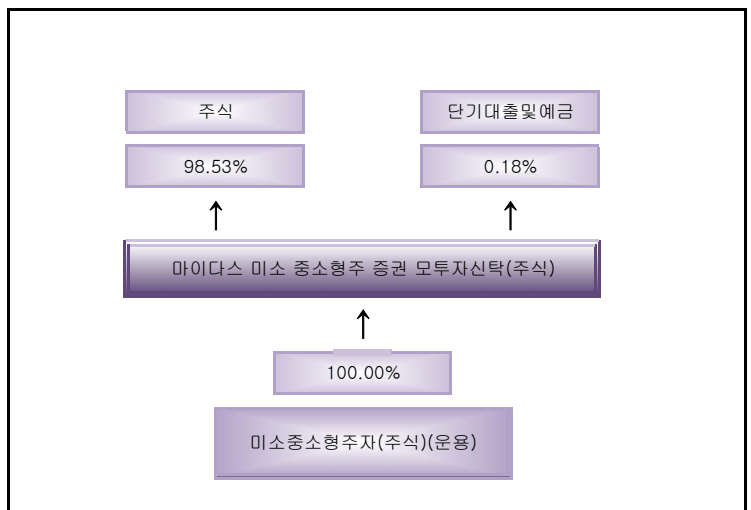 주식
단기대출및예금
98.53%
0.18%
마이다스 미소 중소형주 증권 모투자신탁(주식)
100.00%
미소중소형주자(주식)(운용)